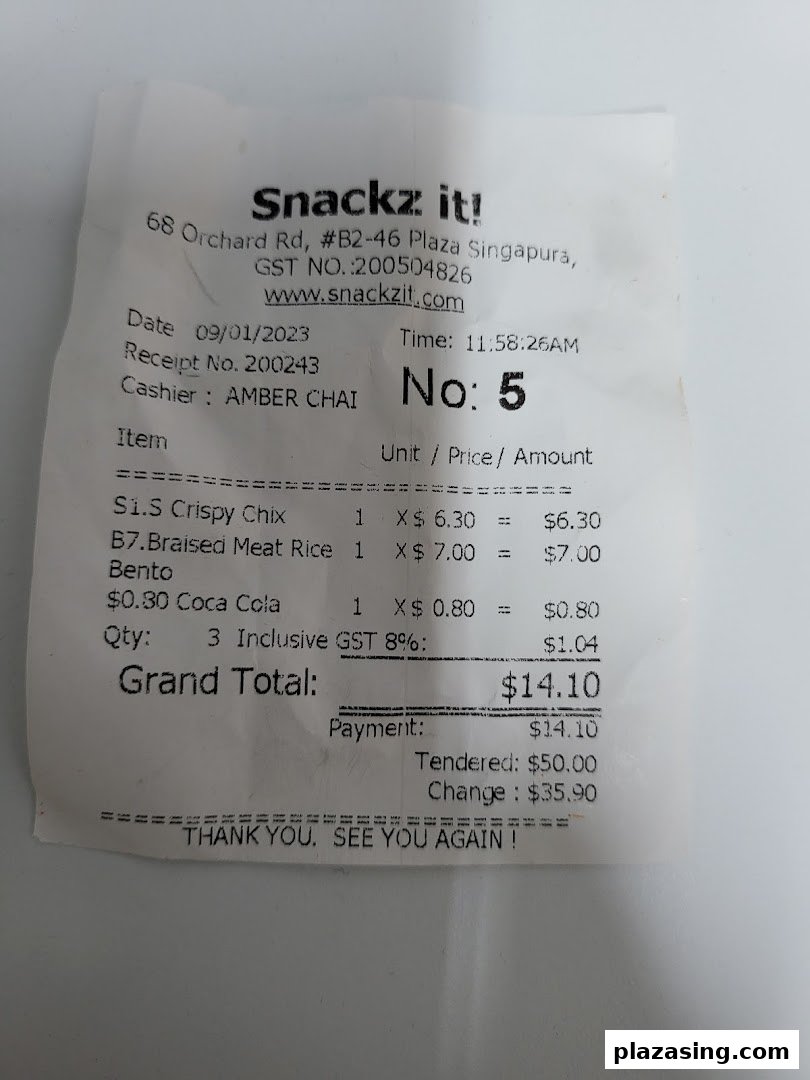 Snackz it!
68 Orchard Rd, #B2-46 Plaza Singapura,
GST NO.:200504826
www.snackzit.com
Date 09/01/2023 Time: 11:58:26AM
Receipt No. 200243
Cashier : AMBER CHAI No: 5
Item Unit / Price/ Amount
===========================
S1.S Crispy Chix 1 X$ 6.30 = $6.30
B7.Braised Meat Rice 1 X$ 7.00 = $7.00
Bento
$0.80 Coca Cola 1 X$ 0.80 = $0.80
Qty: 3 Inclusive GST 8%: $1.04
Grand Total: $14.10
Payment: $14.10
Tendered: $50.00
Change : $35.90
===========================
THANK YOU. SEE YOU AGAIN !
plazasing.com